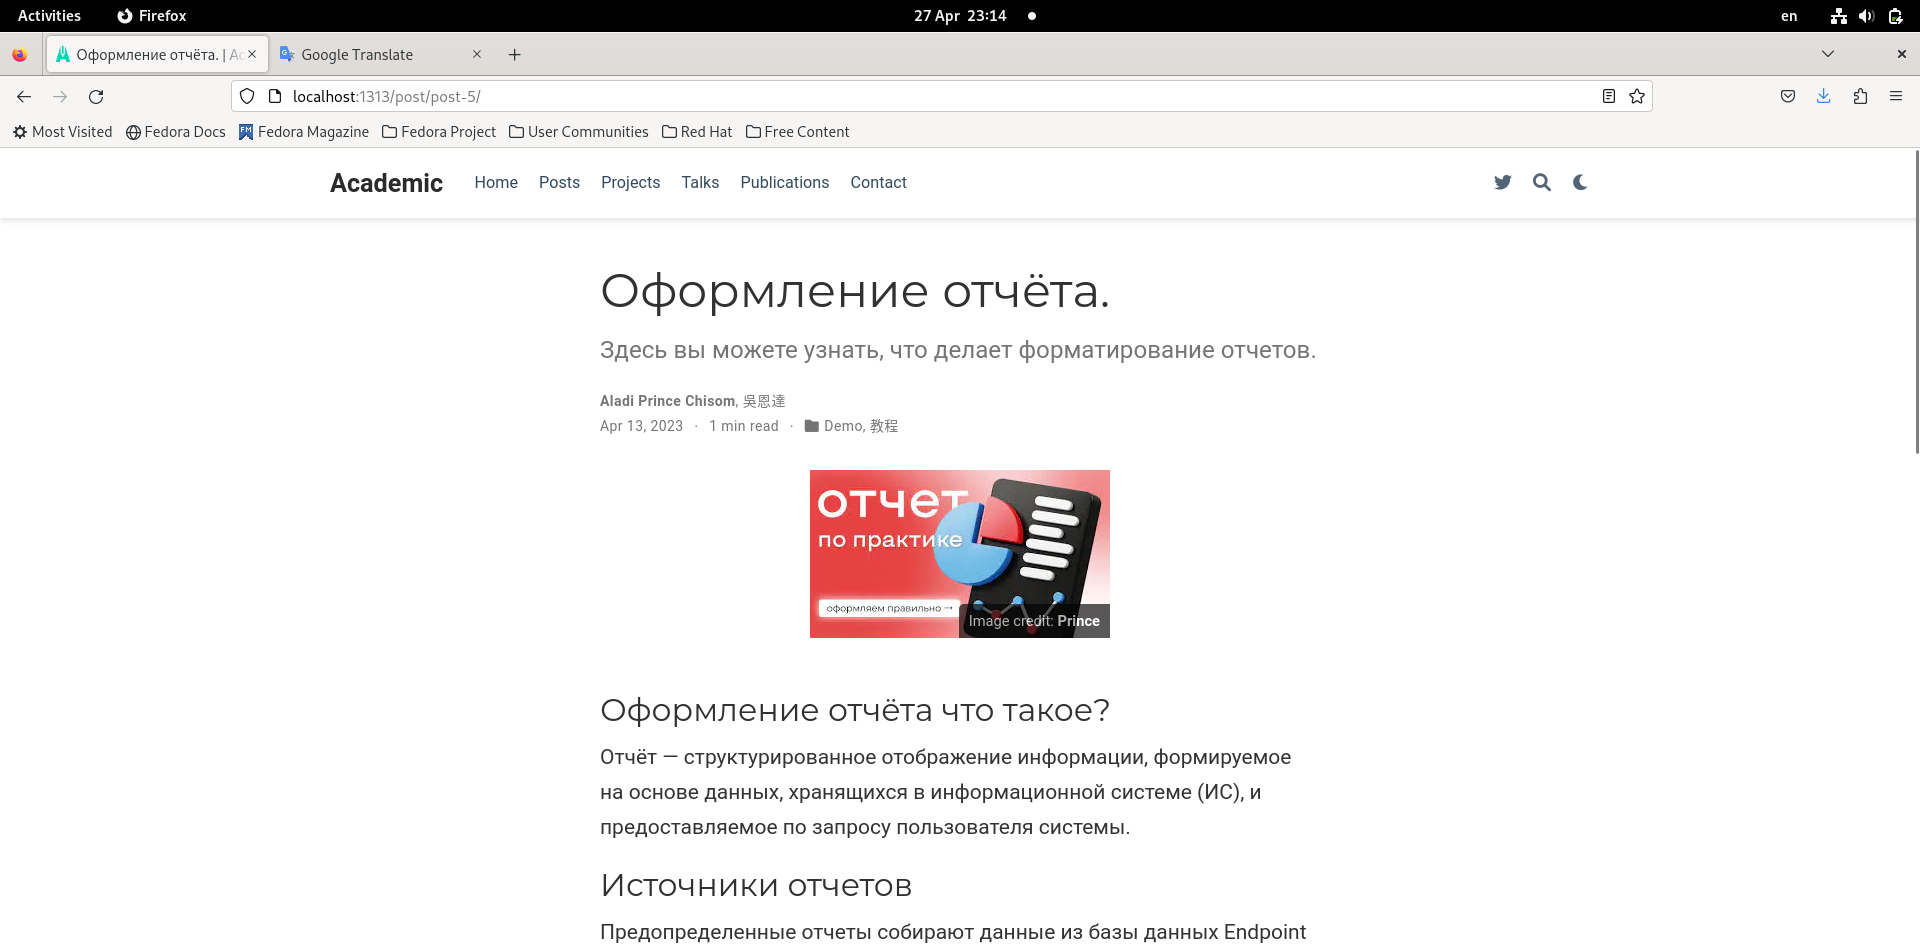 Activities Firefox 27 Apr 23:14 en
Оформление отчёта. | Ac Google Translate
localhost:1313/post/post-5/
Most Visited Fedora Docs Fedora Magazine Fedora Project User Communities Red Hat Free Content
Academic Home Posts Projects Talks Publications Contact
Оформление отчёта.
Здесь вы можете узнать, что делает форматирование отчетов.
Aladi Prince Chisom, 吳恩達
Apr 13, 2023 · 1 min read · Demo, 教程
отчет
по практике
оформляем правильно →
Image credit: Prince
Оформление отчёта что такое?
Отчёт — структурированное отображение информации, формируемое
на основе данных, хранящихся в информационной системе (ИС), и
предоставляемое по запросу пользователя системы.
Источники отчетов
Предопределенные отчеты собирают данные из базы данных Endpoint